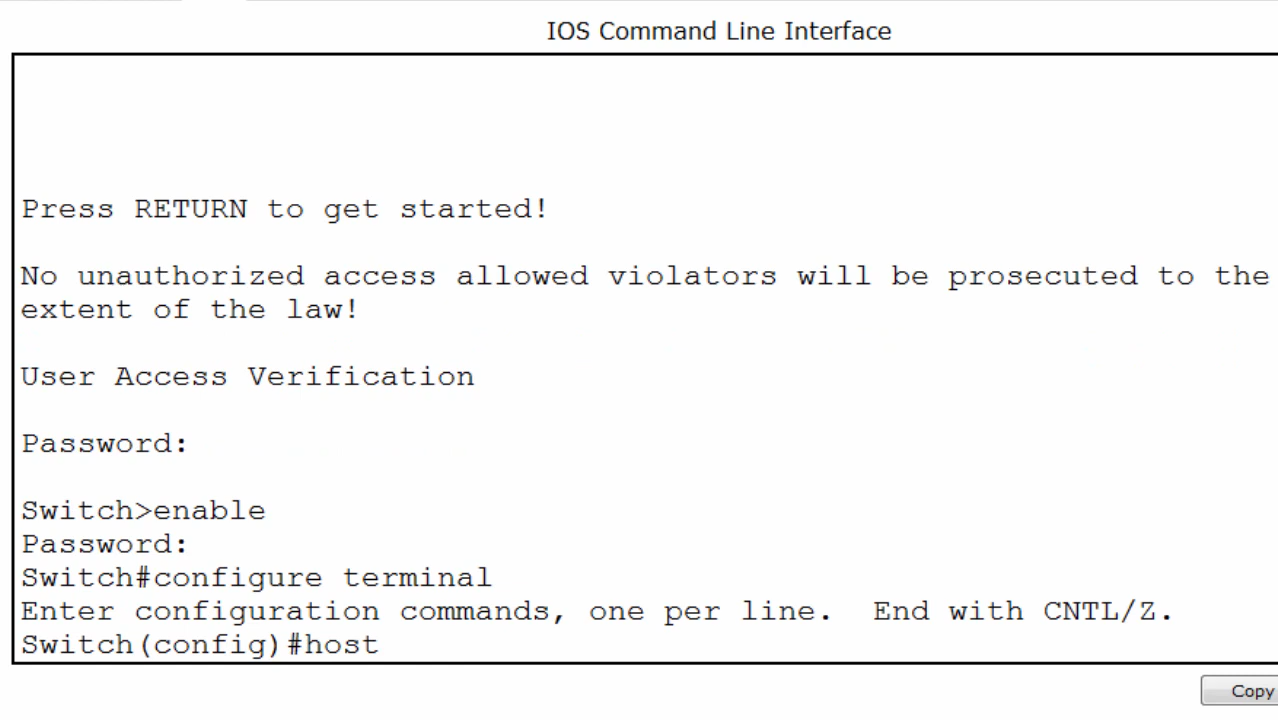 IOS Command Line Interface
Press RETURN to get started!
No unauthorized access allowed violators will be prosecuted to the
extent of the law!
User Access Verification
Password:
Switch>enable
Password:
Switch#configure terminal
Enter configuration commands, one per line.  End with CNTL/Z.
Switch(config)#host
Copy